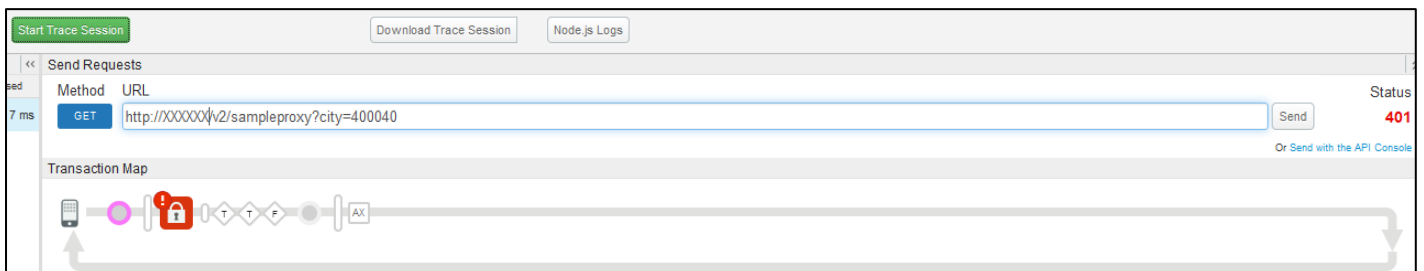 Start Trace Session
Download Trace Session
Node.js Logs
<< Send Requests
sed
Method URL
Status
7 ms
GET
http://XXXXXX/v2/sampleproxy?city=400040
Send
401
Or Send with the API Console
Transaction Map
! T T F AX